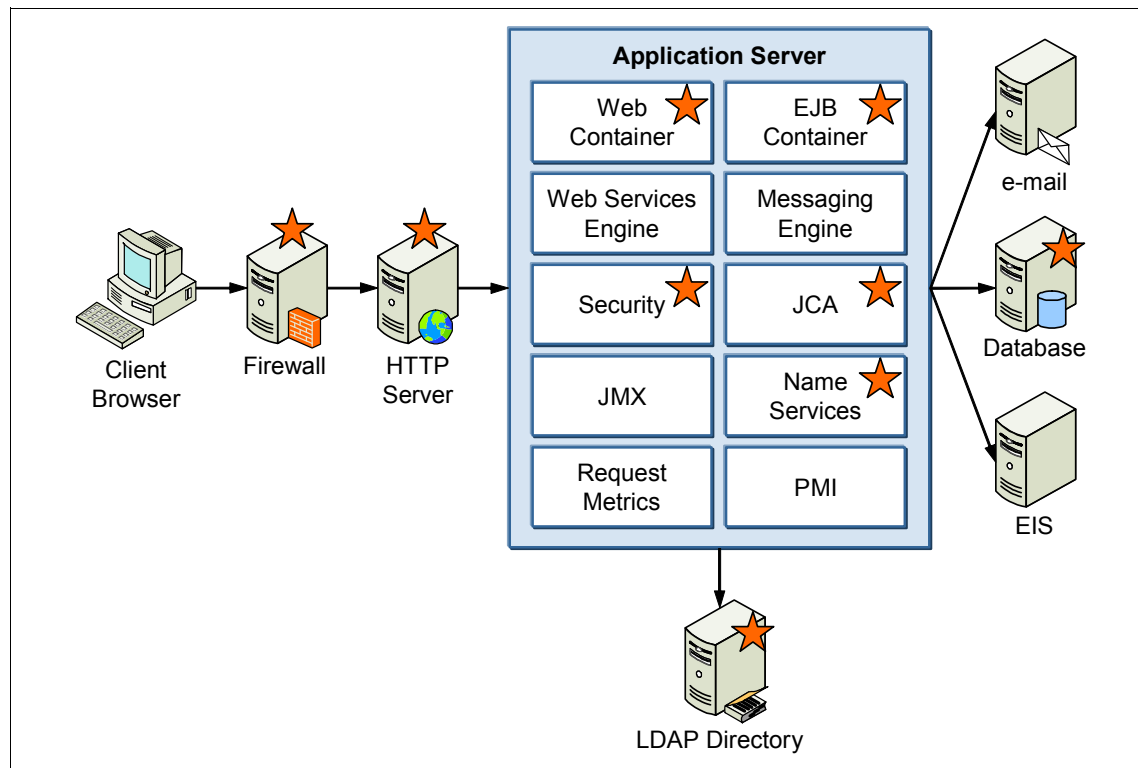 Application Server
Web
Container
EJB
Container
Web Services
Engine
Messaging
Engine
Security
JCA
JMX
Name
Services
Request
Metrics
PMI
Client
Browser
Firewall
HTTP
Server
e-mail
Database
EIS
LDAP Directory